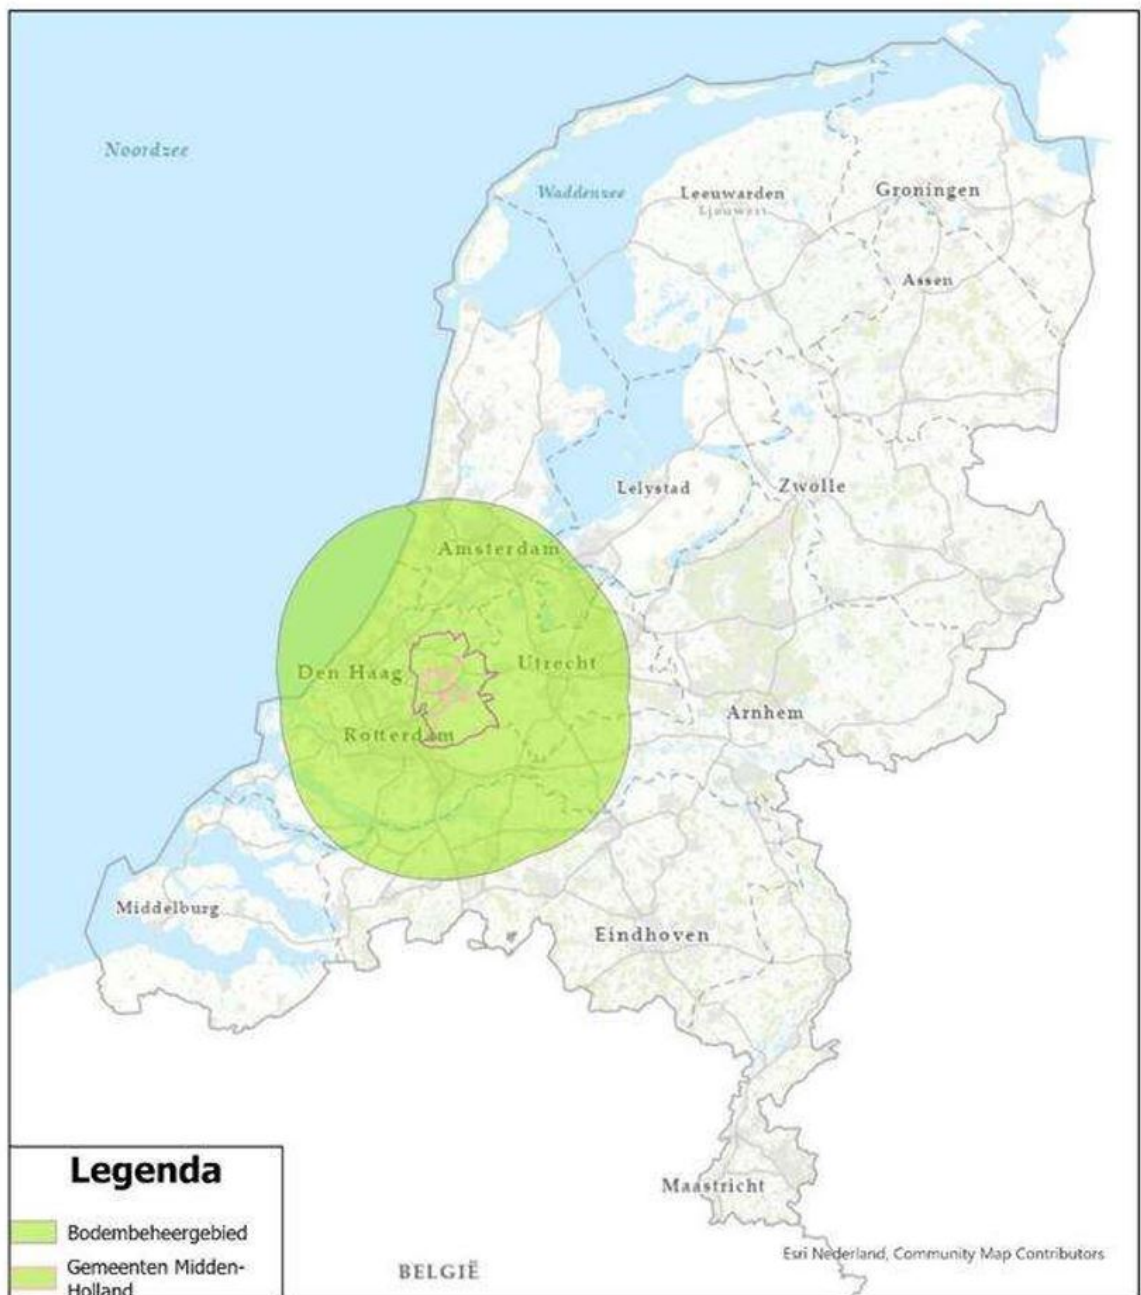 Noordzee
Waddenzee
Leeuwarden
Ljouwert
Groningen
Assen
Lelystad
Zwolle
Amsterdam
Den Haag
Utrecht
Rotterdam
Arnhem
Middelburg
Eindhoven
Maastricht
Legenda
Bodembeheergebied
Gemeenten Midden-
Holland
BELGIË
Esri Nederland, Community Map Contributors